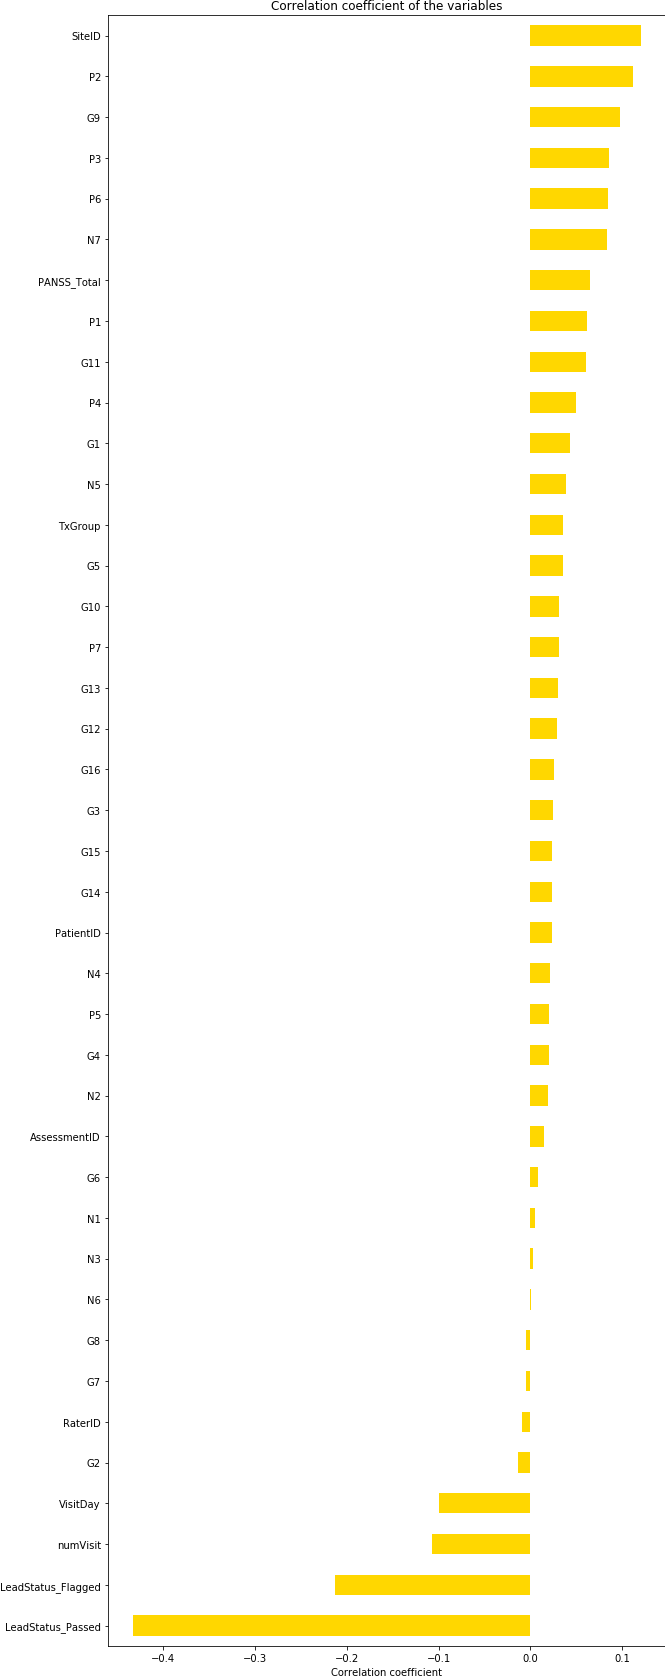 Correlation coefficient of the variables
SiteID
P2
G9
P3
P6
N7
PANSS_Total
P1
G11
P4
G1
N5
TxGroup
G5
G10
P7
G13
G12
G16
G3
G15
G14
PatientID
N4
P5
G4
N2
AssessmentID
G6
N1
N3
N6
G8
G7
RaterID
G2
VisitDay
numVisit
LeadStatus_Flagged
LeadStatus_Passed
−0.4 −0.3 −0.2 −0.1 0.0 0.1
Correlation coefficient